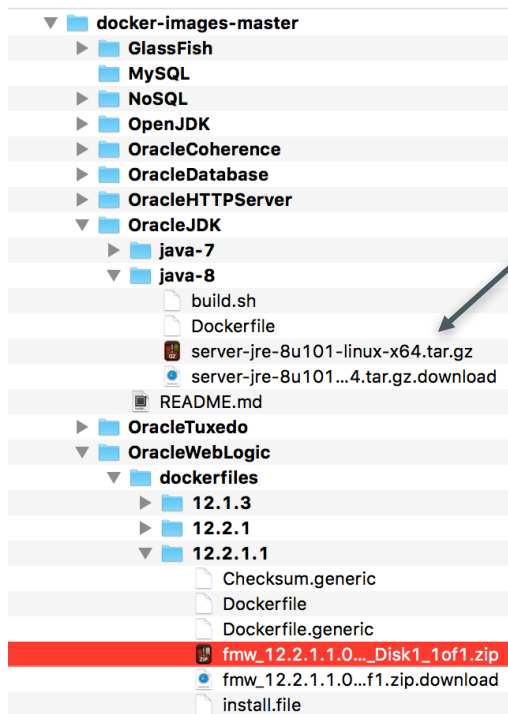 docker-images-master
GlassFish
MySQL
NoSQL
OpenJDK
OracleCoherence
OracleDatabase
OracleHTTPServer
OracleJDK
java-7
java-8
build.sh
Dockerfile
server-jre-8u101-linux-x64.tar.gz
server-jre-8u101...4.tar.gz.download
README.md
OracleTuxedo
OracleWebLogic
dockerfiles
12.1.3
12.2.1
12.2.1.1
Checksum.generic
Dockerfile
Dockerfile.generic
fmw_12.2.1.1.0..._Disk1_1of1.zip
fmw_12.2.1.1.0...f1.zip.download
install.file